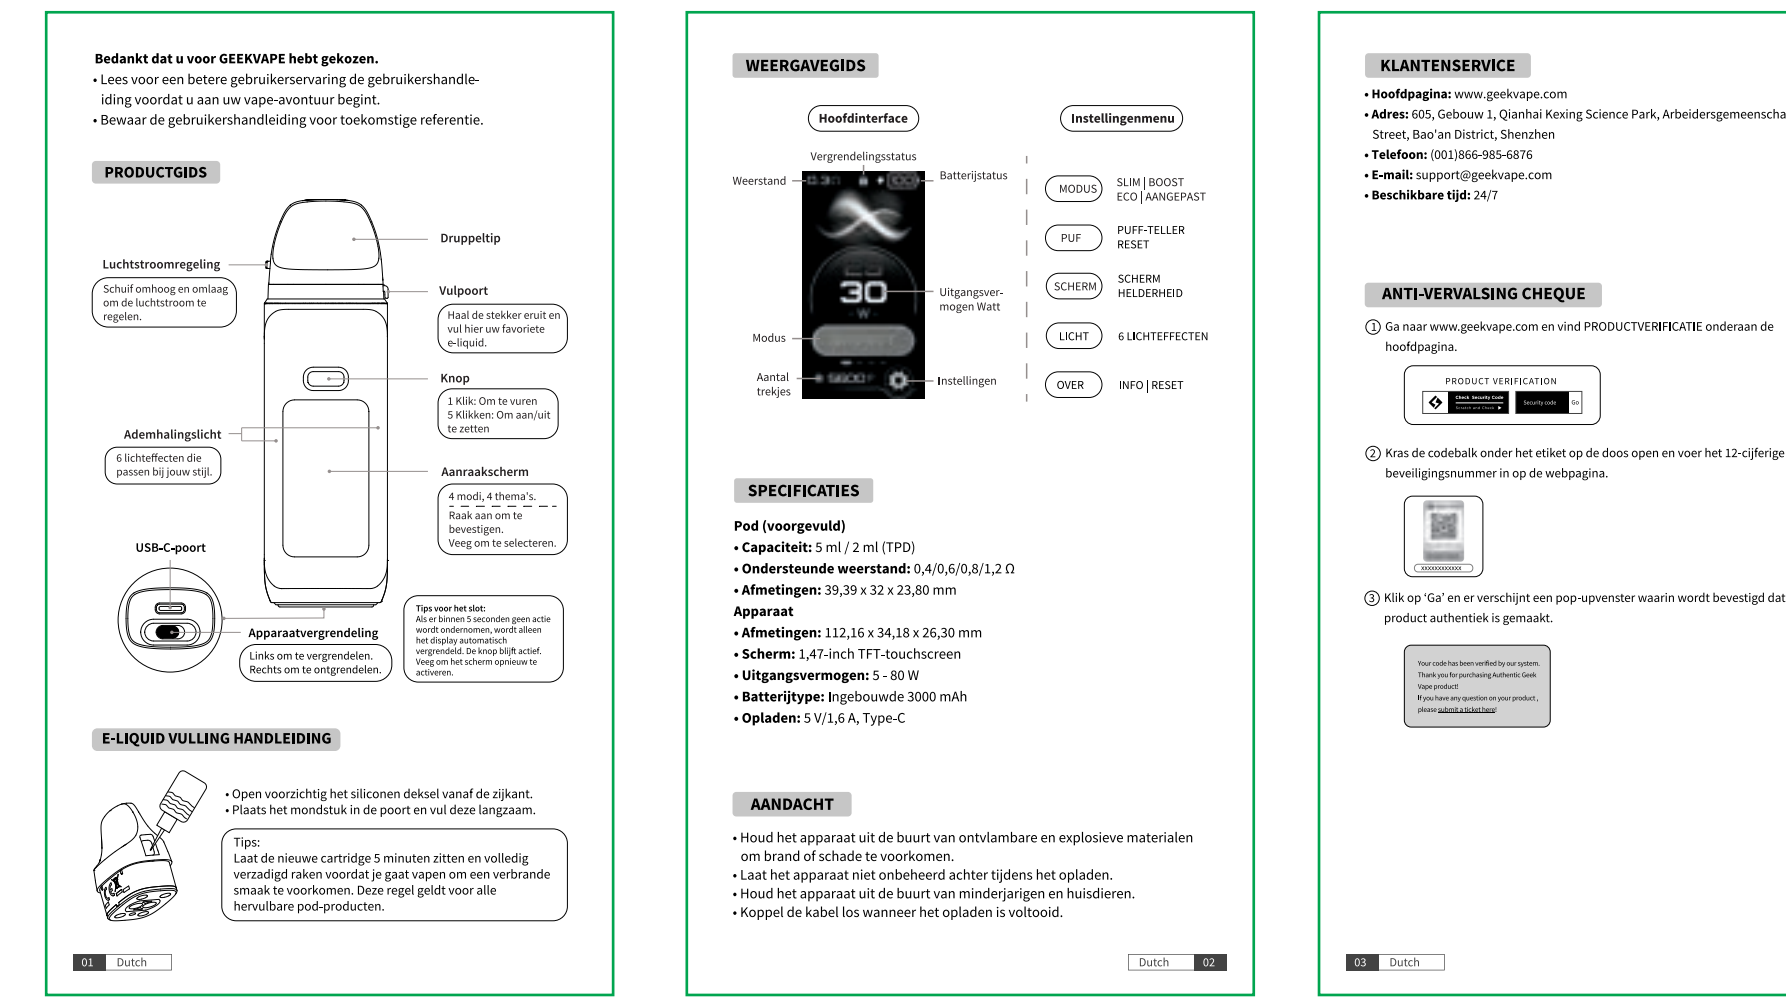 Bedankt dat u voor GEEKVAPE hebt gekozen.
• Lees voor een betere gebruikerservaring de gebruikershandle-
iding voordat u aan uw vape-avontuur begint.
• Bewaar de gebruikershandleiding voor toekomstige referentie.
PRODUCTGIDS
Druppeltip
Luchtstroomregeling
Schuif omhoog en omlaag
om de luchtstroom te
regelen.
Vulpoort
Haal de stekker eruit en
vul hier uw favoriete
e-liquid.
Knop
1 Klik: Om te vuren
5 Klikken: Om aan/uit
te zetten
Ademhalingslicht
6 lichteffecten die
passen bij jouw stijl.
Aanraakscherm
4 modi, 4 thema's.
Raak aan om te
bevestigen.
Veeg om te selecteren.
USB-C-poort
Apparaatvergrendeling
Links om te vergrendelen.
Rechts om te ontgrendelen.
Tips voor het slot:
Als er binnen 5 seconden geen actie
wordt ondernomen, wordt alleen
het display automatisch
vergrendeld. De knop blijft actief.
Veeg om het scherm opnieuw te
activeren.
E-LIQUID VULLING HANDLEIDING
• Open voorzichtig het siliconen deksel vanaf de zijkant.
• Plaats het mondstuk in de poort en vul deze langzaam.
Tips:
Laat de nieuwe cartridge 5 minuten zitten en volledig
verzadigd raken voordat je gaat vapen om een verbrande
smaak te voorkomen. Deze regel geldt voor alle
hervulbare pod-producten.
01 Dutch
WEERGAVEGIDS
Hoofdinterface
Vergrendelingsstatus
Weerstand
Batterijstatus
30
W
Uitgangsver-
mogen Watt
Modus
Aantal
trekjes
Instellingen
Instellingenmenu
MODUS SLIM | BOOST
ECO | AANGEPAST
PUF PUFF-TELLER
RESET
SCHERM SCHERM
HELDERHEID
LICHT 6 LICHTEFFECTEN
OVER INFO | RESET
SPECIFICATIES
Pod (voorgevuld)
• Capaciteit: 5 ml / 2 ml (TPD)
• Ondersteunde weerstand: 0,4/0,6/0,8/1,2 Ω
• Afmetingen: 39,39 x 32 x 23,80 mm
Apparaat
• Afmetingen: 112,16 x 34,18 x 26,30 mm
• Scherm: 1,47-inch TFT-touchscreen
• Uitgangsvermogen: 5 - 80 W
• Batterijtype: Ingebouwde 3000 mAh
• Opladen: 5 V/1,6 A, Type-C
AANDACHT
• Houd het apparaat uit de buurt van ontvlambare en explosieve materialen
om brand of schade te voorkomen.
• Laat het apparaat niet onbeheerd achter tijdens het opladen.
• Houd het apparaat uit de buurt van minderjarigen en huisdieren.
• Koppel de kabel los wanneer het opladen is voltooid.
Dutch 02
KLANTENSERVICE
• Hoofdpagina: www.geekvape.com
• Adres: 605, Gebouw 1, Qianhai Kexing Science Park, Arbeidersgemeenscha
Street, Bao'an District, Shenzhen
• Telefoon: (001)866-985-6876
• E-mail: support@geekvape.com
• Beschikbare tijd: 24/7
ANTI-VERVALSING CHEQUE
① Ga naar www.geekvape.com en vind PRODUCTVERIFICATIE onderaan de
hoofdpagina.
PRODUCT VERIFICATION
Check Security Code
Scratch and Check
Security code Go
② Kras de codebalk onder het etiket op de doos open en voer het 12-cijferige
beveiligingsnummer in op de webpagina.
XXXXXXXXXXXX
③ Klik op ‘Ga’ en er verschijnt een pop-upvenster waarin wordt bevestigd dat
product authentiek is gemaakt.
Your code has been verified by our system.
Thank you for purchasing Authentic Geek
Vape product!
If you have any question on your product ,
please submit a ticket here!
03 Dutch